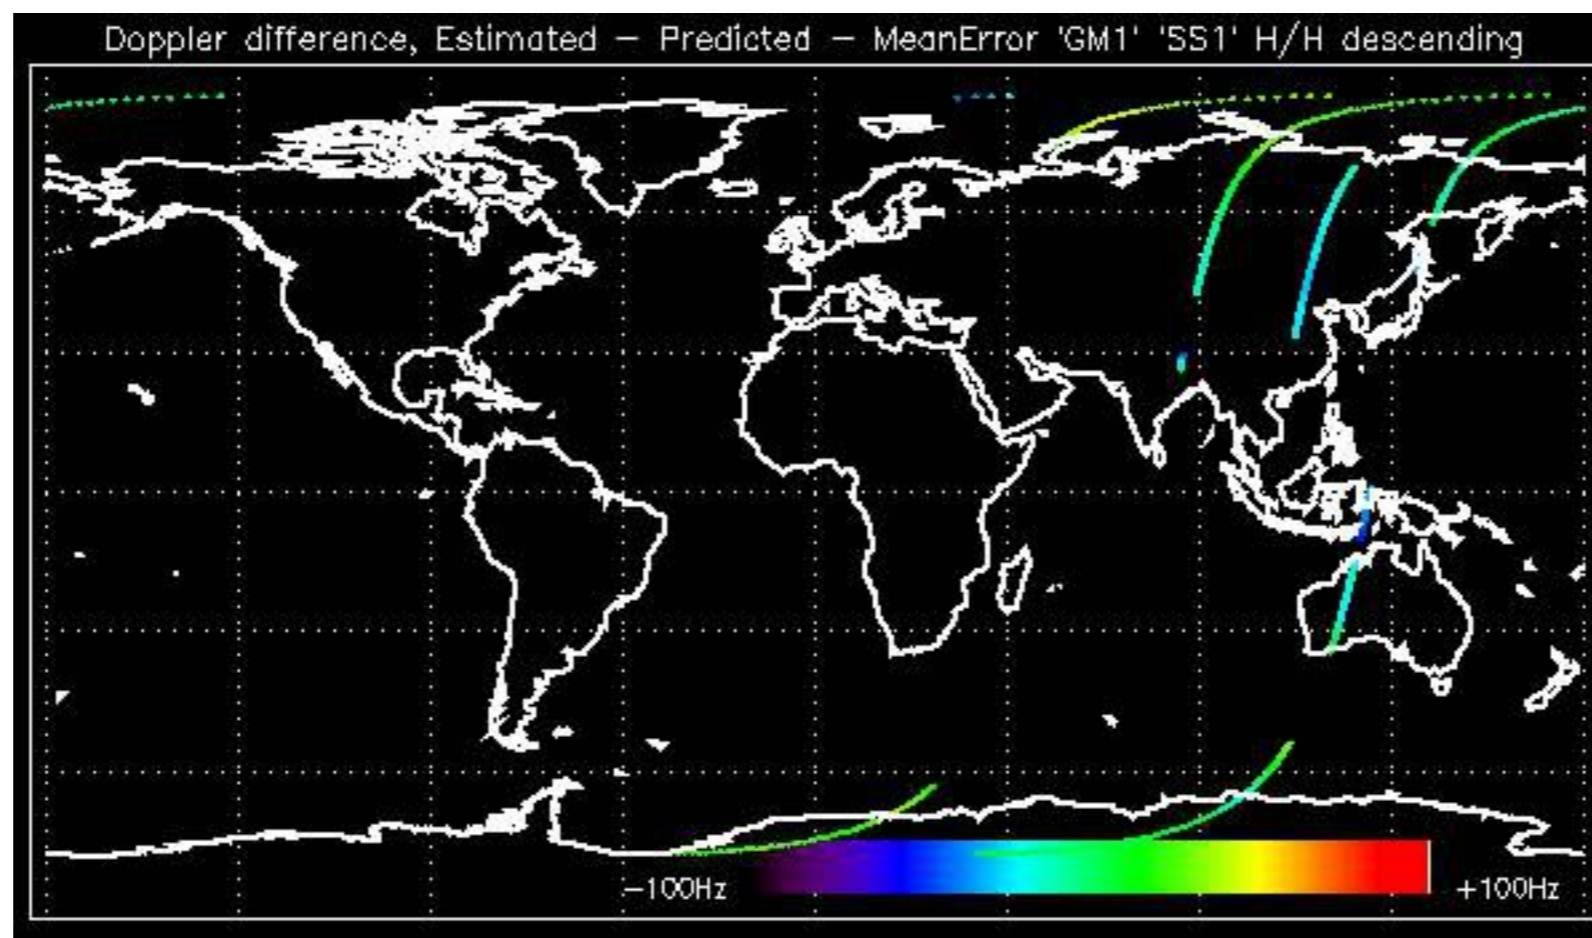 Doppler difference, Estimated – Predicted – MeanError 'GM1' 'SS1' H/H descending
–100Hz
+100Hz